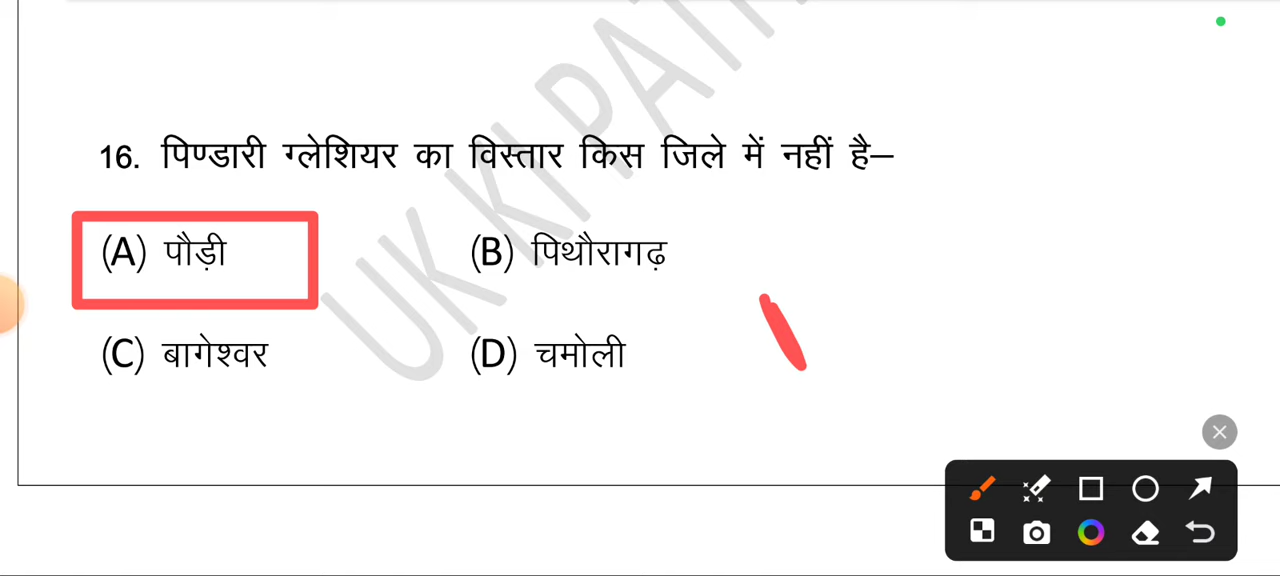 16. पिण्डारी ग्लेशियर का विस्तार किस जिले में नहीं है–
(A) पौड़ी (B) पिथौरागढ़
(C) बागेश्वर (D) चमोली
UK KI PAT